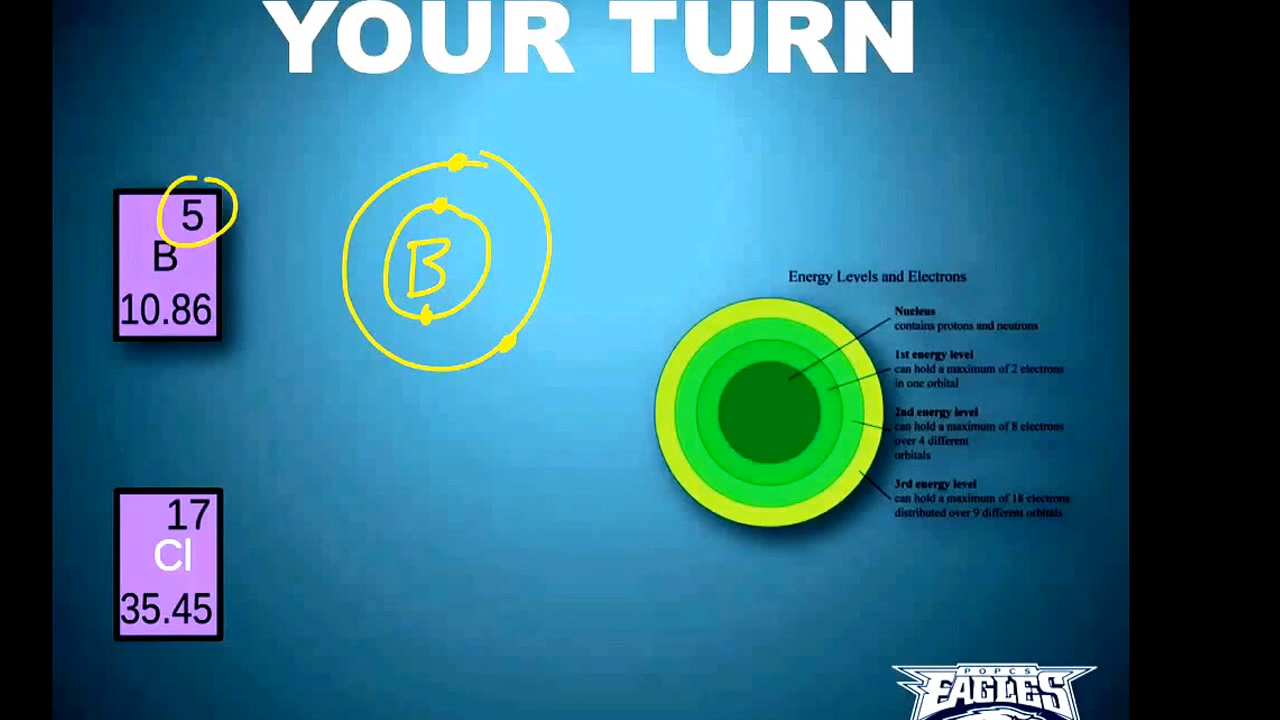 YOUR TURN
5
B
10.86
B
Energy Levels and Electrons
Nucleus
contains protons and neutrons
1st energy level
can hold a maximum of 2 electrons
in one orbital
2nd energy level
can hold a maximum of 8 electrons
over 4 different
orbitals
3rd energy level
can hold a maximum of 18 electrons
distributed over 9 different orbitals
17
Cl
35.45
POPCS
EAGLES